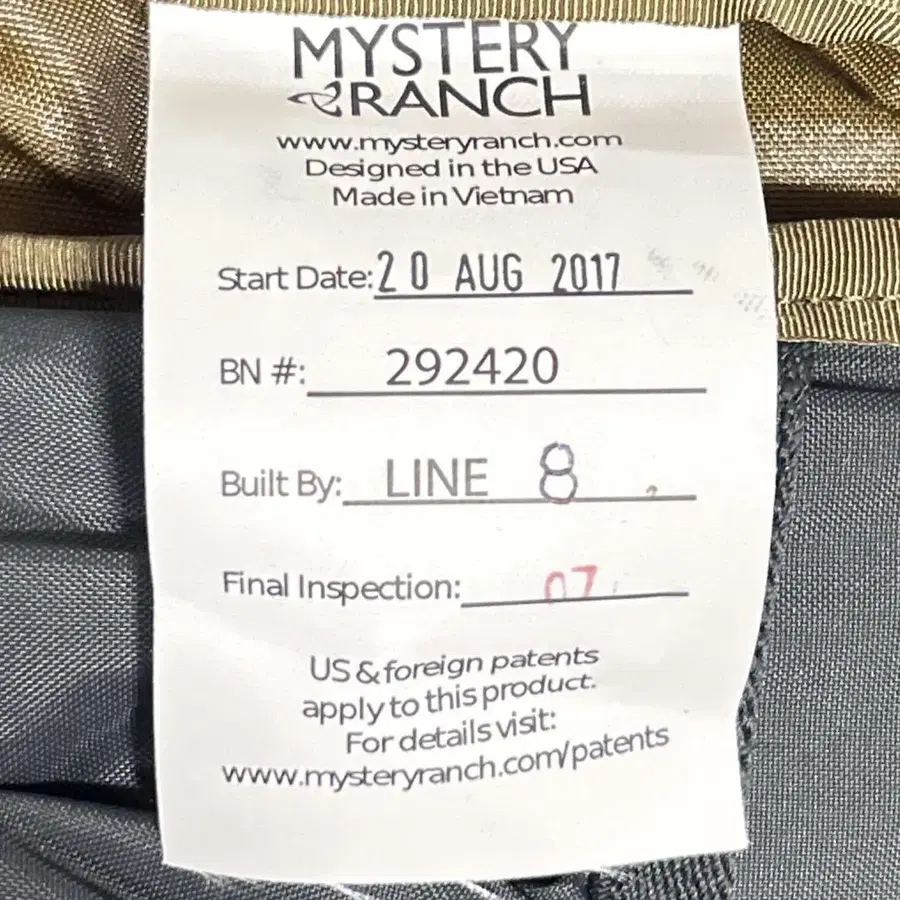 MYSTERY
RANCH
www.mysteryranch.com
Designed in the USA
Made in Vietnam
Start Date: 20 AUG 2017
BN #: 292420
Built By: LINE 8
Final Inspection: 07
US & foreign patents
apply to this product.
For details visit:
www.mysteryranch.com/patents